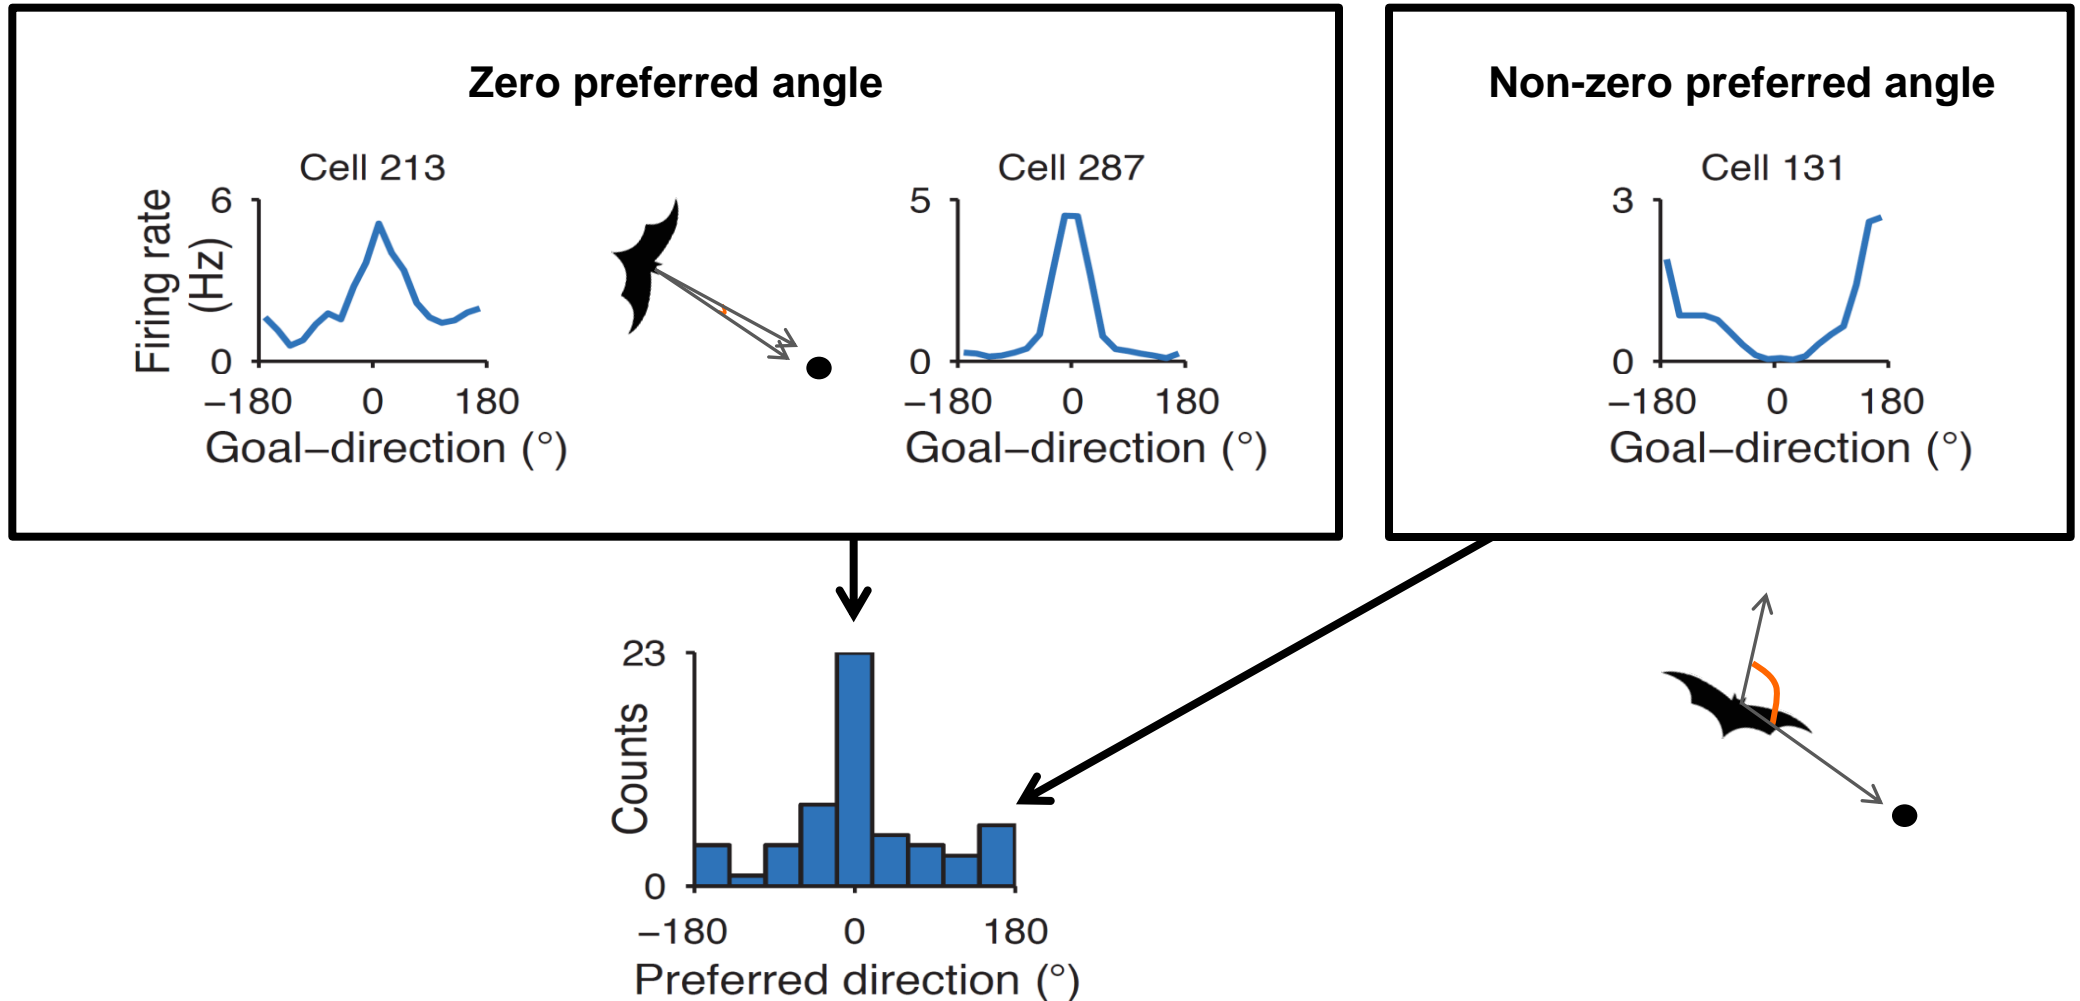 Zero preferred angle
Cell 213
Firing rate
(Hz)
6
0
−180 0 180
Goal−direction (°)
Cell 287
5
0
−180 0 180
Goal−direction (°)
Non-zero preferred angle
Cell 131
3
0
−180 0 180
Goal−direction (°)
Counts
23
0
−180 0 180
Preferred direction (°)